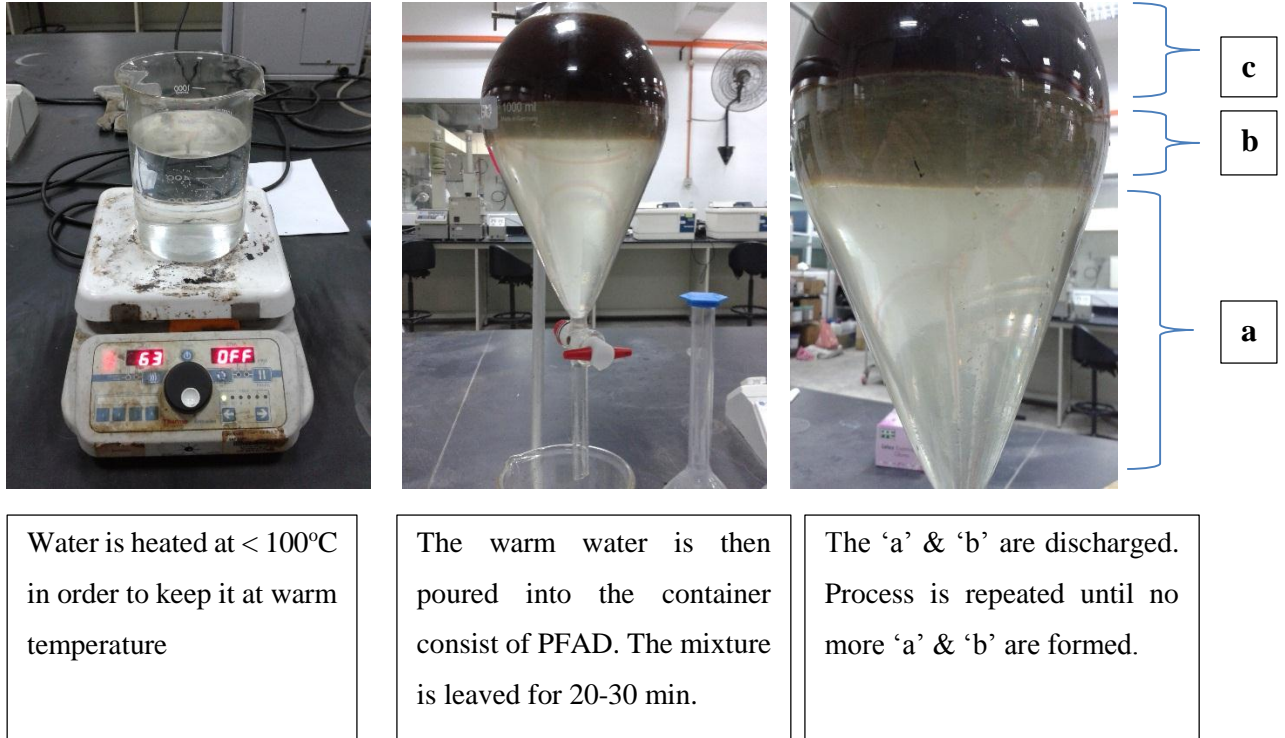 1000
400
63
OFF
1000 ml
c
b
a
Water is heated at < 100°C
in order to keep it at warm
temperature
The warm water is then
poured into the container
consist of PFAD. The mixture
is leaved for 20-30 min.
The ‘a’ & ‘b’ are discharged.
Process is repeated until no
more ‘a’ & ‘b’ are formed.